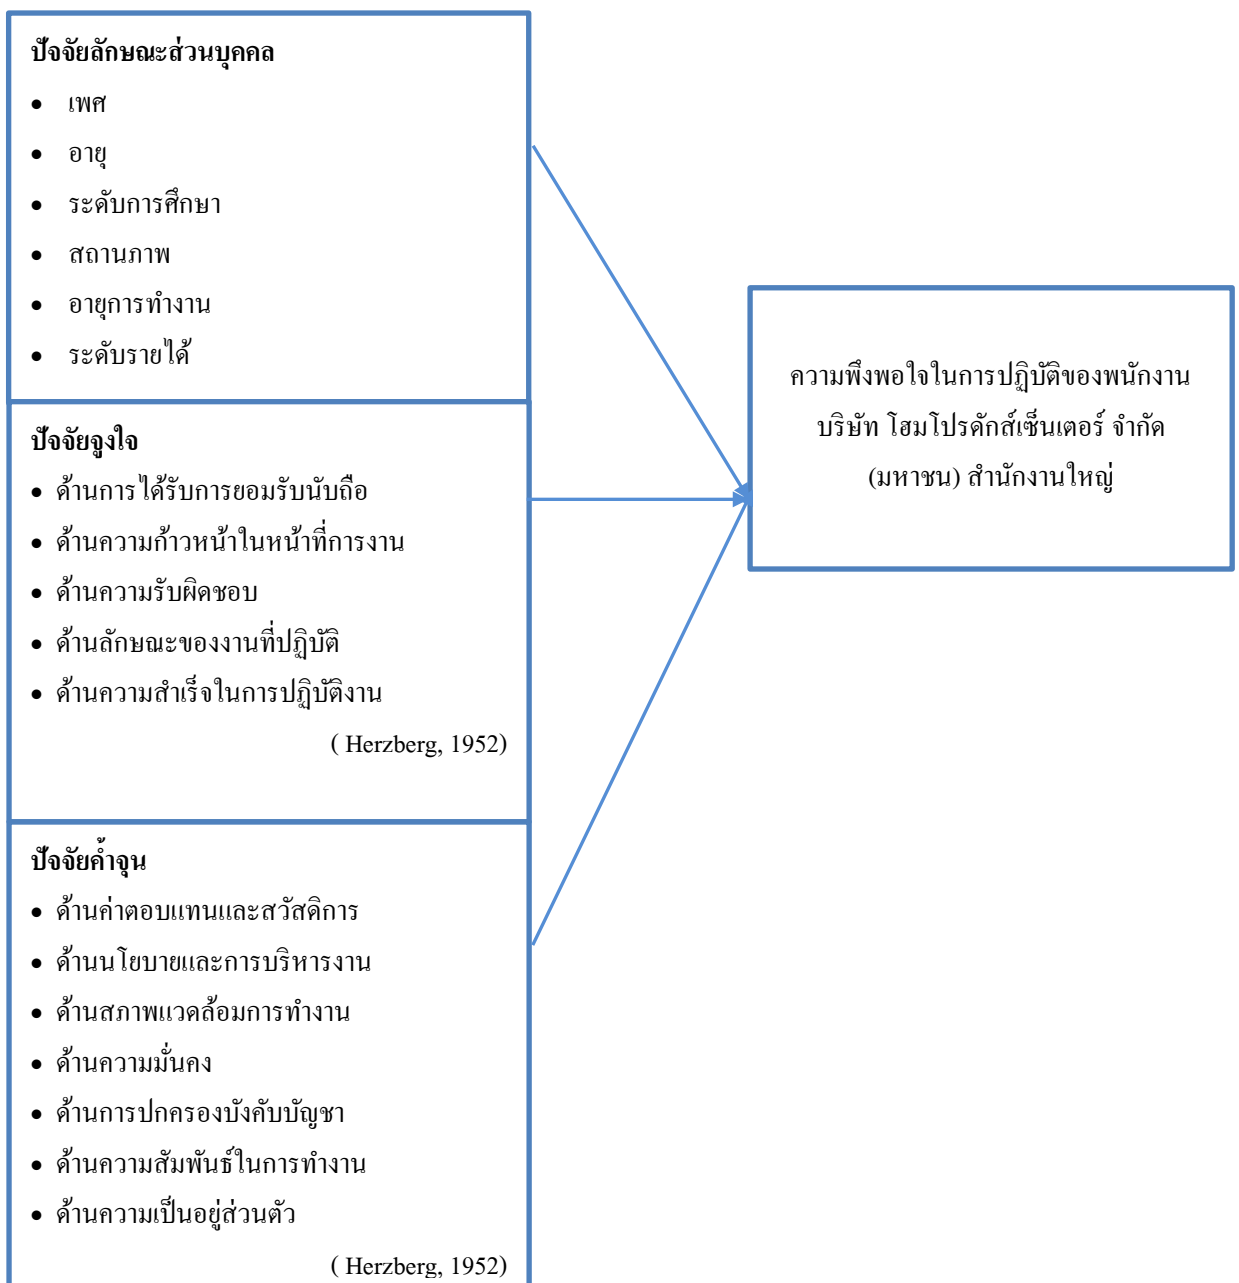 ปัจจัยลักษณะส่วนบุคคล
• เพศ
• อายุ
• ระดับการศึกษา
• สถานภาพ
• อายุการทำงาน
• ระดับรายได้
ปัจจัยจูงใจ
• ด้านการได้รับการยอมรับนับถือ
• ด้านความก้าวหน้าในหน้าที่การงาน
• ด้านความรับผิดชอบ
• ด้านลักษณะของงานที่ปฏิบัติ
• ด้านความสำเร็จในการปฏิบัติงาน
( Herzberg, 1952)
ปัจจัยค้ำจุน
• ด้านค่าตอบแทนและสวัสดิการ
• ด้านนโยบายและการบริหารงาน
• ด้านสภาพแวดล้อมการทำงาน
• ด้านความมั่นคง
• ด้านการปกครองบังคับบัญชา
• ด้านความสัมพันธ์ในการทำงาน
• ด้านความเป็นอยู่ส่วนตัว
( Herzberg, 1952)
ความพึงพอใจในการปฏิบัติของพนักงาน
บริษัท โฮมโปรดักส์เซ็นเตอร์ จำกัด
(มหาชน) สำนักงานใหญ่